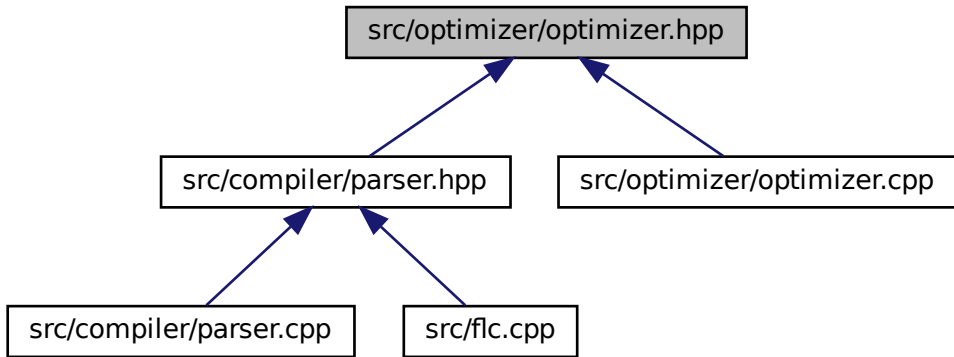 src/optimizer/optimizer.hpp
src/compiler/parser.hpp
src/optimizer/optimizer.cpp
src/compiler/parser.cpp
src/flc.cpp